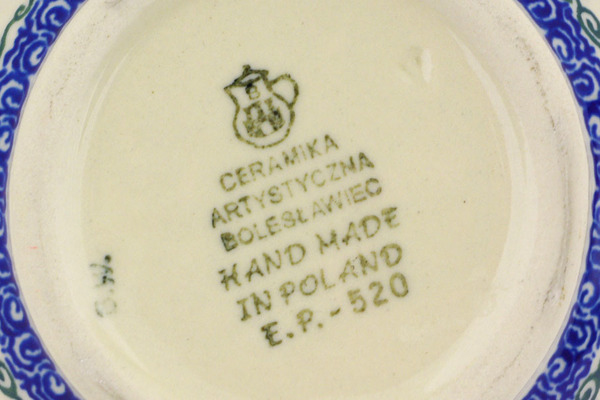 CERAMIKA
ARTYSTYCZNA
BOLESŁAWIEC
HAND MADE
IN POLAND
E.P.-520